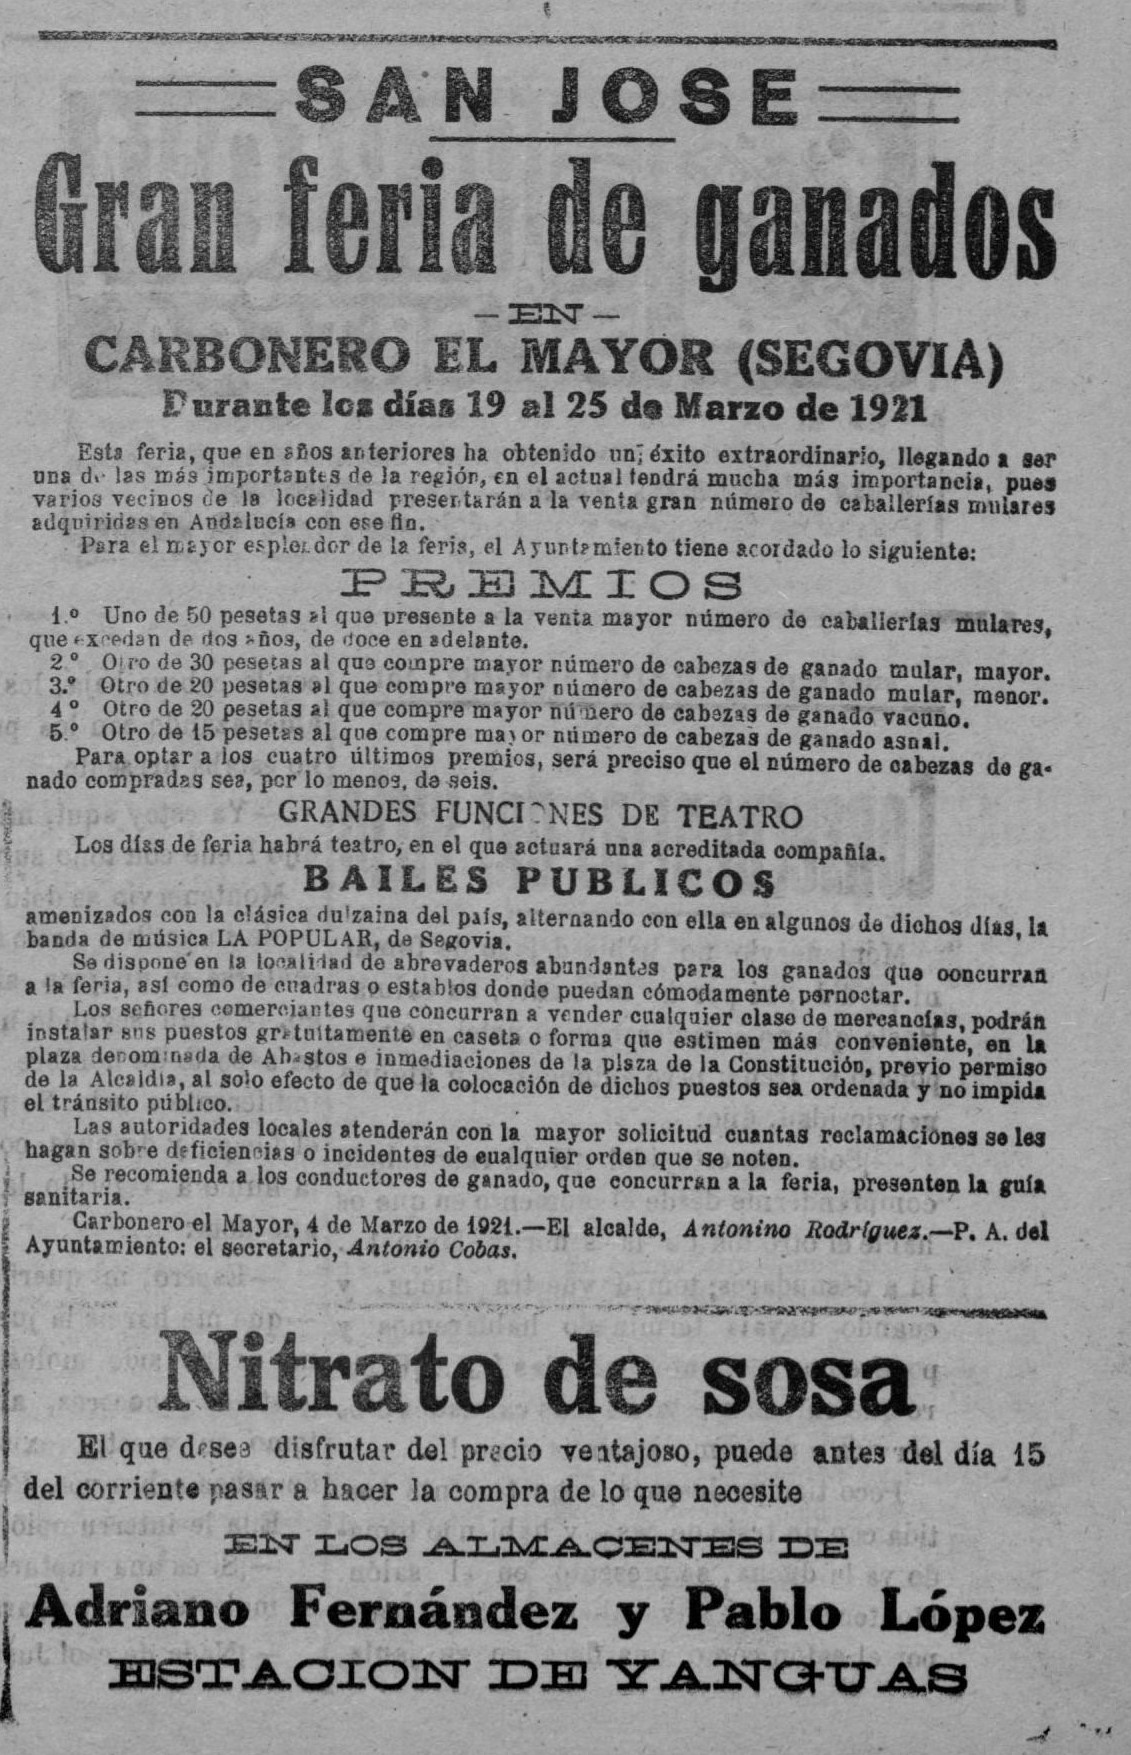 SAN JOSE
Gran feria de ganados
— EN —
CARBONERO EL MAYOR (SEGOVIA)
Durante los días 19 al 25 de Marzo de 1921
Esta feria, que en años anteriores ha obtenido un; éxito extraordinario, llegando a ser
una de las más importantes de la región, en el actual tendrá mucha más importancia, pues
varios vecinos de la localidad presentarán a la venta gran número de caballerías mulares
adquiridas en Andalucía con ese fin.
Para el mayor esplendor de la feria, el Ayuntamiento tiene acordado lo siguiente:
PREMIOS
1.º Uno de 50 pesetas al que presente a la venta mayor número de caballerías mulares,
que excedan de dos años, de doce en adelante.
2.º Otro de 30 pesetas al que compre mayor número de cabezas de ganado mular, mayor.
3.º Otro de 20 pesetas al que compre mayor número de cabezas de ganado mular, menor.
4º Otro de 20 pesetas al que compre mayor número de cabezas de ganado vacuno.
5.º Otro de 15 pesetas al que compre mayor número de cabezas de ganado asnal.
Para optar a los cuatro últimos premios, será preciso que el número de cabezas de ga-
nado compradas sea, por lo menos, de seis.
GRANDES FUNCIONES DE TEATRO
Los días de feria habrá teatro, en el que actuará una acreditada compañía.
BAILES PUBLICOS
amenizados con la clásica dulzaina del país, alternando con ella en algunos de dichos días, la
banda de música LA POPULAR, de Segovia.
Se dispone en la localidad de abrevaderos abundantes para los ganados que concurran
a la feria, así como de cuadras o establos donde puedan cómodamente pernoctar.
Los señores comerciantes que concurran a vender cualquier clase de mercancías, podrán
instalar sus puestos gratuitamente en caseta o forma que estimen más conveniente, en la
plaza denominada de Abastos e inmediaciones de la plaza de la Constitución, previo permiso
de la Alcaldía, al solo efecto de que la colocación de dichos puestos sea ordenada y no impida
el tránsito público.
Las autoridades locales atenderán con la mayor solicitud cuantas reclamaciones se les
hagan sobre deficiencias o incidentes de cualquier orden que se noten.
Se recomienda a los conductores de ganado, que concurran a la feria, presenten la guía
sanitaria.
Carbonero el Mayor, 4 de Marzo de 1921.—El alcalde, Antonino Rodríguez.—P. A. del
Ayuntamiento: el secretario, Antonio Cobas.
Nitrato de sosa
El que desee disfrutar del precio ventajoso, puede antes del día 15
del corriente pasar a hacer la compra de lo que necesite
EN LOS ALMACENES DE
Adriano Fernández y Pablo López
ESTACION DE YANGUAS